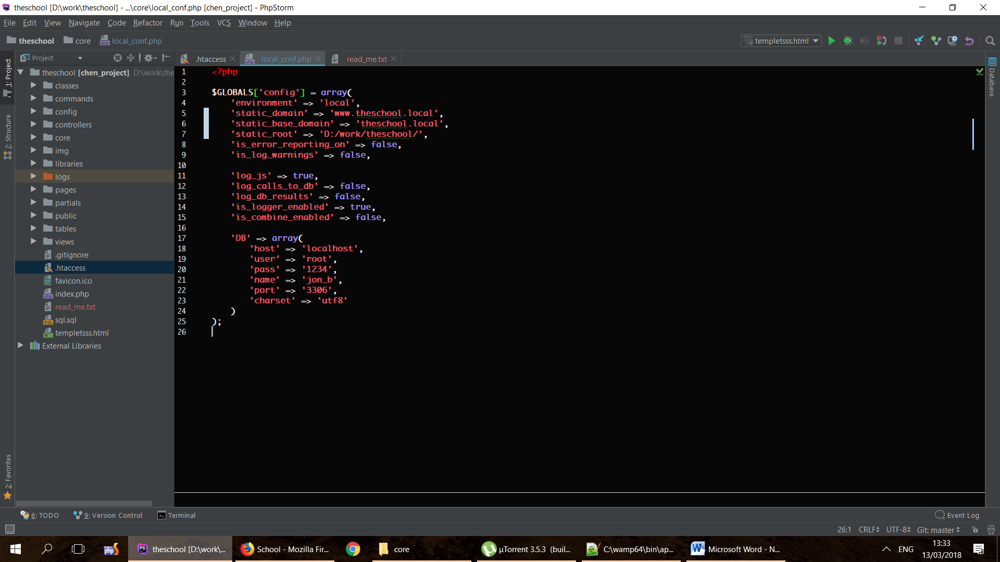 theschool [D:\work\theschool] - ...\core\local_conf.php [chen_project] - PhpStorm
File Edit View Navigate Code Refactor Run Tools VCS Window Help
theschool core local_conf.php templetsss.html
Project .htaccess local_conf.php read_me.txt
1: Project
7: Structure
2: Favorites
Database
theschool [chen_project] D:\work\the
classes
commands
config
controllers
core
img
libraries
logs
pages
partials
public
tables
views
.gitignore
.htaccess
favicon.ico
index.php
read_me.txt
sql.sql
templetsss.html
External Libraries
1 <?php
2
3 $GLOBALS['config'] = array(
4 'environment' => 'local',
5 'static_domain' => 'www.theschool.local',
6 'static_base_domain' => 'theschool.local',
7 'static_root' => 'D:/work/theschool/',
8 'is_error_reporting_on' => false,
9 'is_log_warnings' => false,
10
11 'log_js' => true,
12 'log_calls_to_db' => false,
13 'log_db_results' => false,
14 'is_logger_enabled' => true,
15 'is_combine_enabled' => false,
16
17 'DB' => array(
18 'host' => 'localhost',
19 'user' => 'root',
20 'pass' => '1234',
21 'name' => 'jon_b',
22 'port' => '3306',
23 'charset' => 'utf8'
24 )
25 );
26
6: TODO 9: Version Control Terminal Event Log
26:1 CRLF UTF-8 Git: master
theschool [D:\work\... School - Mozilla Fir... core µTorrent 3.5.3 (buil... C:\wamp64\bin\ap... Microsoft Word - N... ENG
13:33
13/03/2018